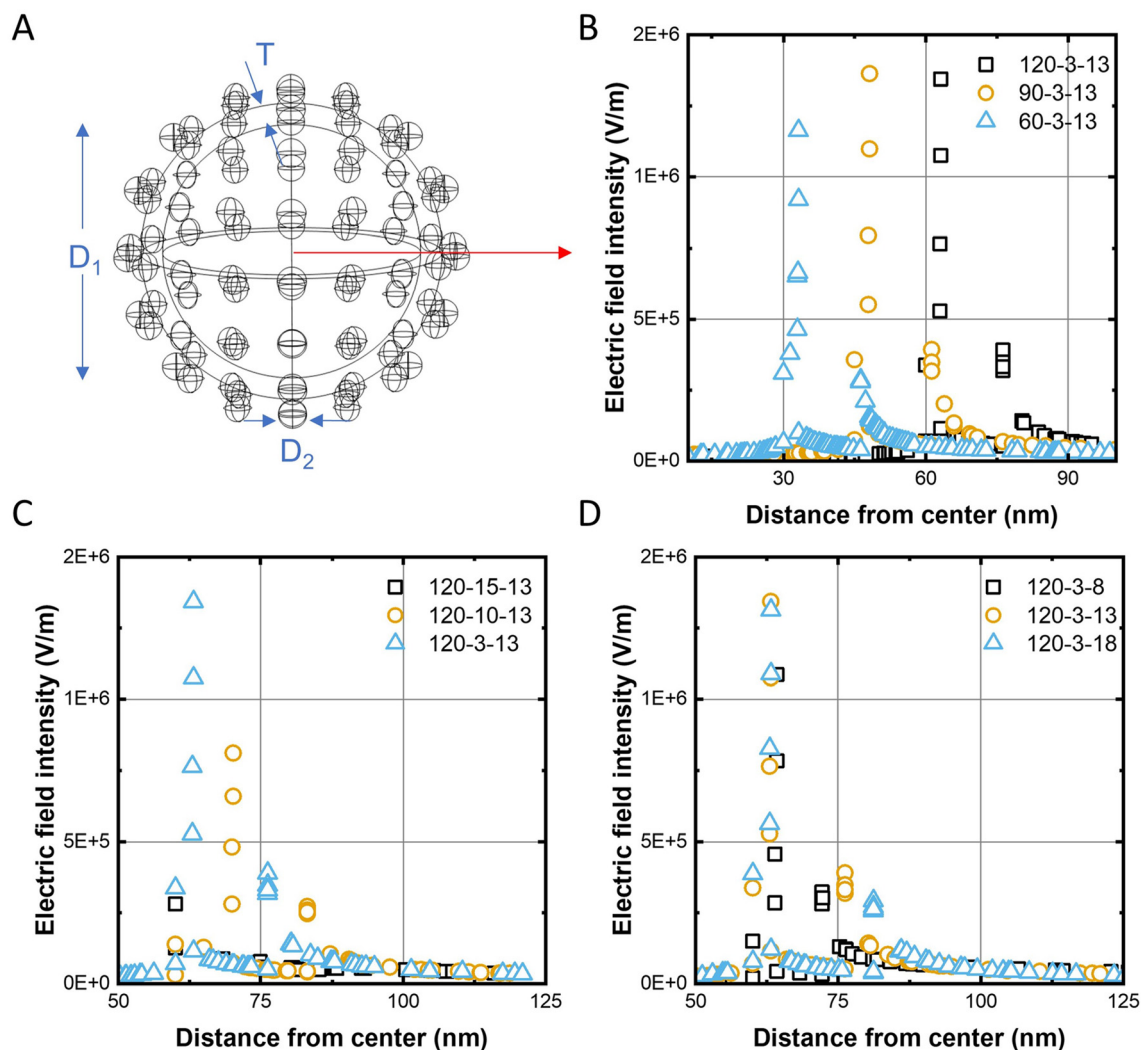 A
T
D₁
D₂
B
Electric field intensity (V/m)
2E+6
1E+6
5E+5
0E+0
120-3-13
90-3-13
60-3-13
30
60
90
Distance from center (nm)
C
Electric field intensity (V/m)
2E+6
1E+6
5E+5
0E+0
120-15-13
120-10-13
120-3-13
50
75
100
125
Distance from center (nm)
D
Electric field intensity (V/m)
2E+6
1E+6
5E+5
0E+0
120-3-8
120-3-13
120-3-18
50
75
100
125
Distance from center (nm)